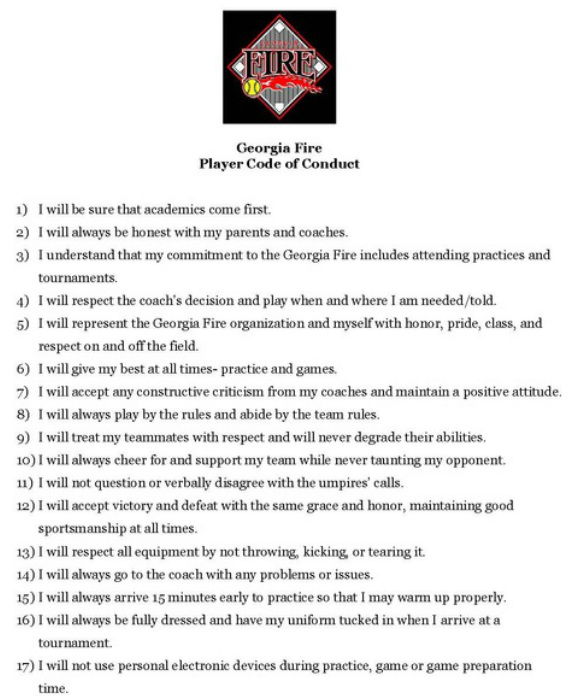 FIRE
Georgia Fire
Player Code of Conduct
1) I will be sure that academics come first.
2) I will always be honest with my parents and coaches.
3) I understand that my commitment to the Georgia Fire includes attending practices and
tournaments.
4) I will respect the coach's decision and play when and where I am needed/told.
5) I will represent the Georgia Fire organization and myself with honor, pride, class, and
respect on and off the field.
6) I will give my best at all times- practice and games.
7) I will accept any constructive criticism from my coaches and maintain a positive attitude.
8) I will always play by the rules and abide by the team rules.
9) I will treat my teammates with respect and will never degrade their abilities.
10) I will always cheer for and support my team while never taunting my opponent.
11) I will not question or verbally disagree with the umpires' calls.
12) I will accept victory and defeat with the same grace and honor, maintaining good
sportsmanship at all times.
13) I will respect all equipment by not throwing, kicking, or tearing it.
14) I will always go to the coach with any problems or issues.
15) I will always arrive 15 minutes early to practice so that I may warm up properly.
16) I will always be fully dressed and have my uniform tucked in when I arrive at a
tournament.
17) I will not use personal electronic devices during practice, game or game preparation
time.